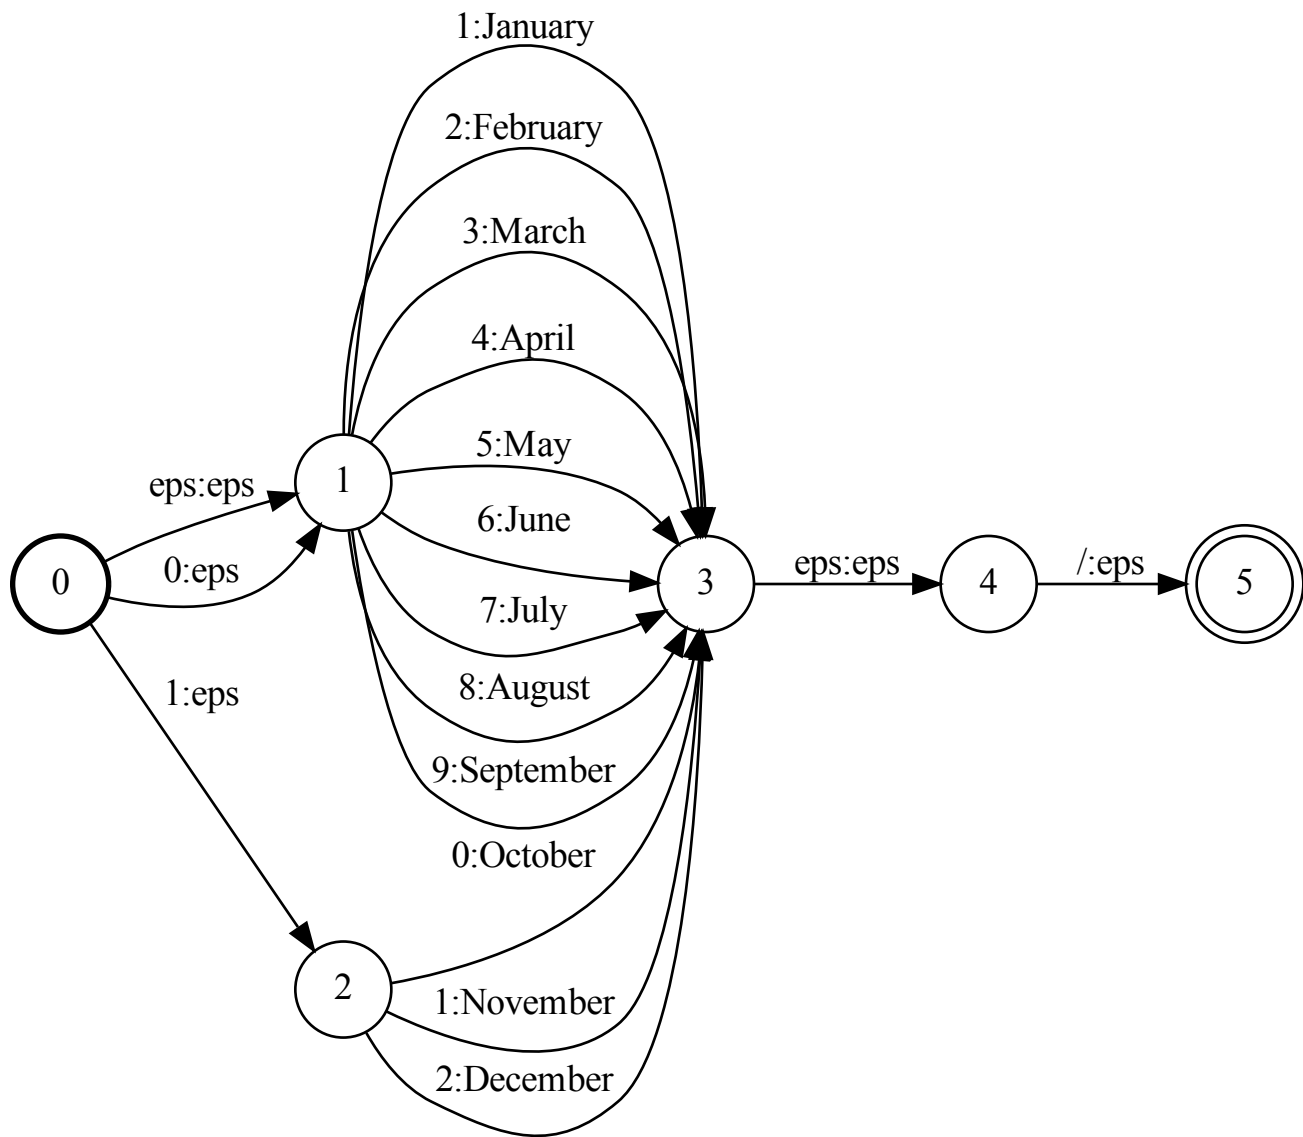 1:January
2:February
3:March
4:April
5:May
eps:eps
1
6:June
0:eps
0
7:July
3
eps:eps
4
/:eps
5
1:eps
8:August
9:September
0:October
2
1:November
2:December